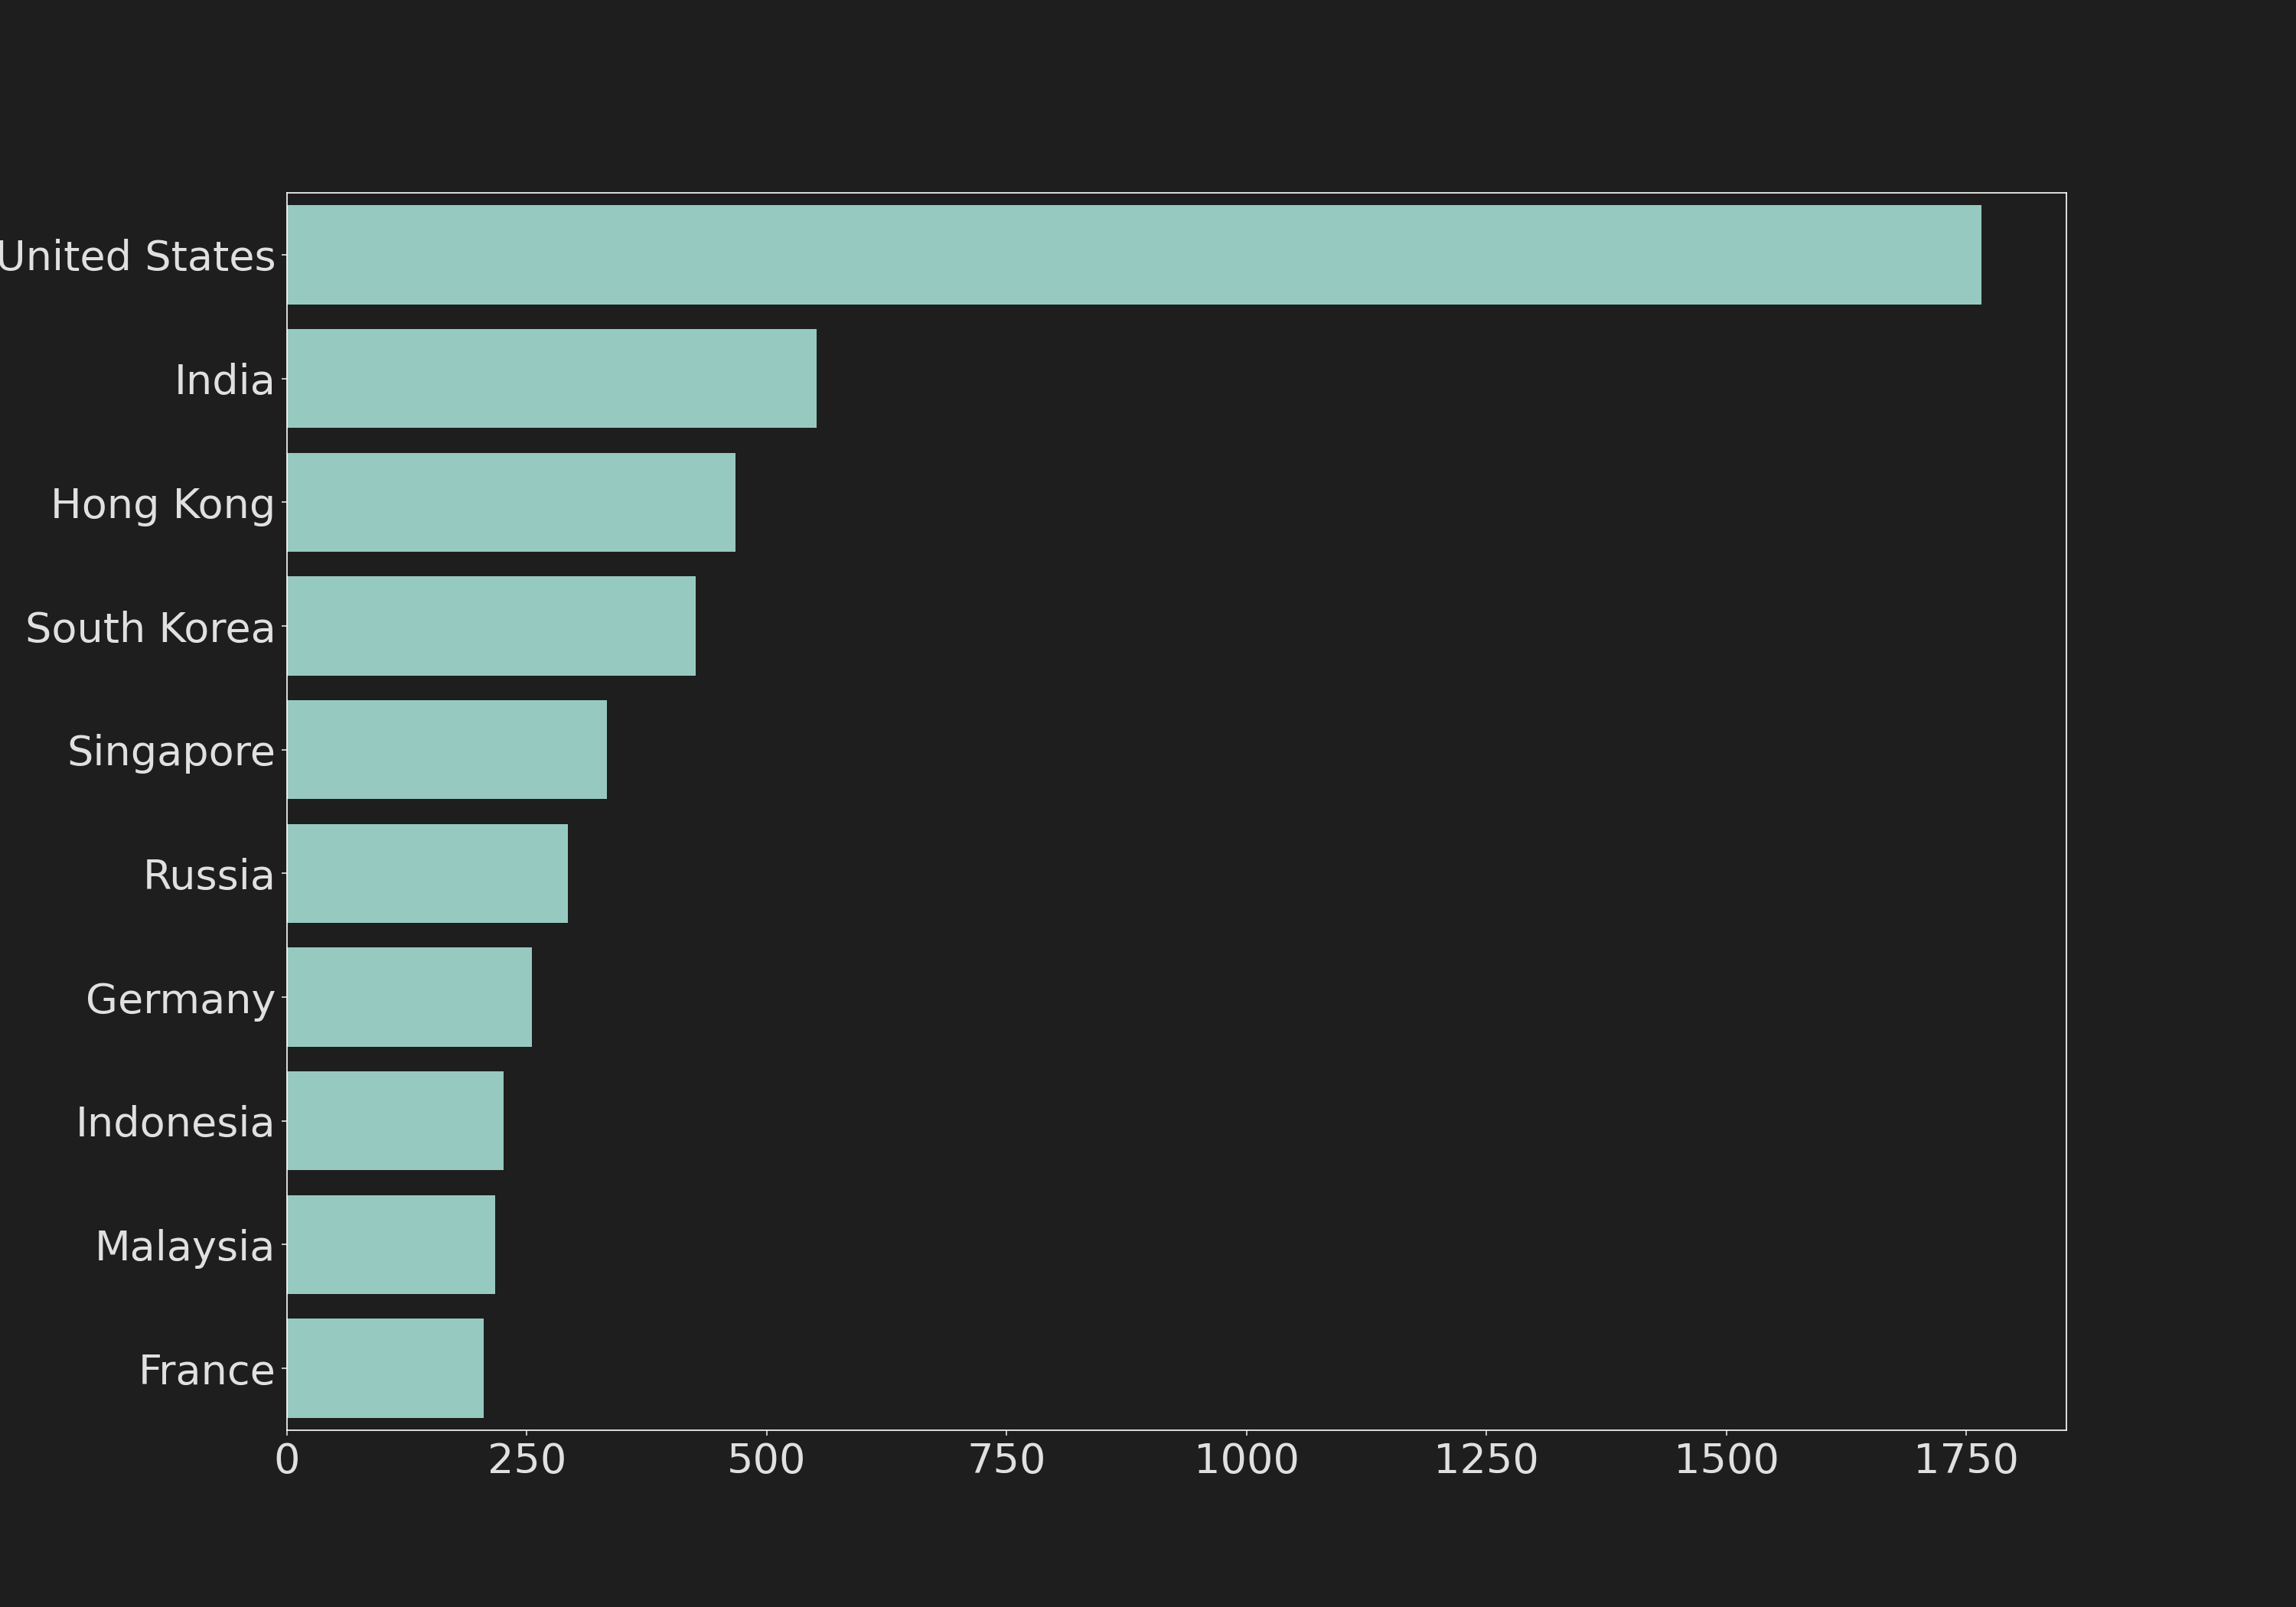 United States
India
Hong Kong
South Korea
Singapore
Russia
Germany
Indonesia
Malaysia
France
0 250 500 750 1000 1250 1500 1750